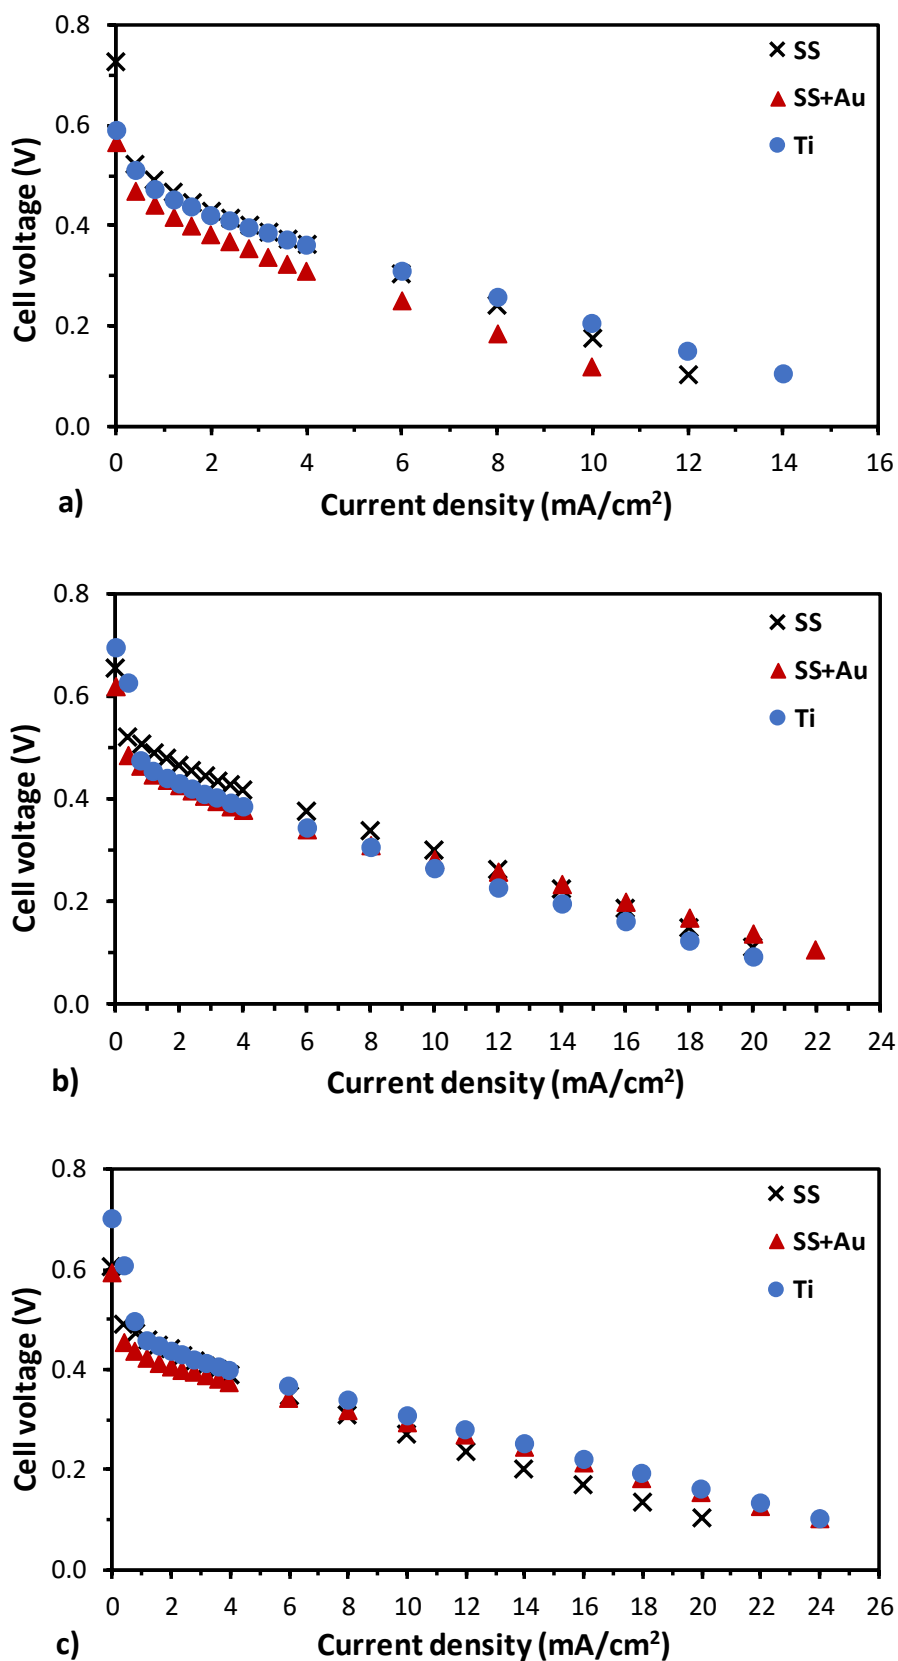 0.8
0.6
0.4
0.2
0.0
Cell voltage (V)
SS
SS+Au
Ti
0 2 4 6 8 10 12 14 16
Current density (mA/cm²)
a)
0.8
0.6
0.4
0.2
0.0
Cell voltage (V)
SS
SS+Au
Ti
0 2 4 6 8 10 12 14 16 18 20 22 24
Current density (mA/cm²)
b)
0.8
0.6
0.4
0.2
0.0
Cell voltage (V)
SS
SS+Au
Ti
0 2 4 6 8 10 12 14 16 18 20 22 24 26
Current density (mA/cm²)
c)